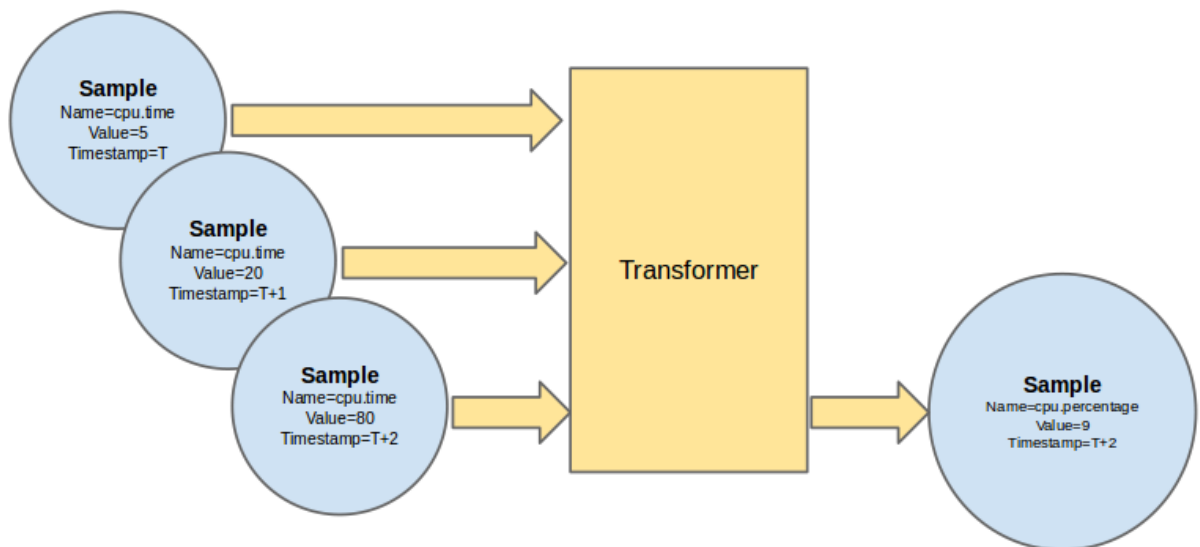 Sample
Name=cpu.time
Value=5
Timestamp=T
Sample
Name=cpu.time
Value=20
Timestamp=T+1
Sample
Name=cpu.time
Value=80
Timestamp=T+2
Transformer
Sample
Name=cpu.percentage
Value=9
Timestamp=T+2